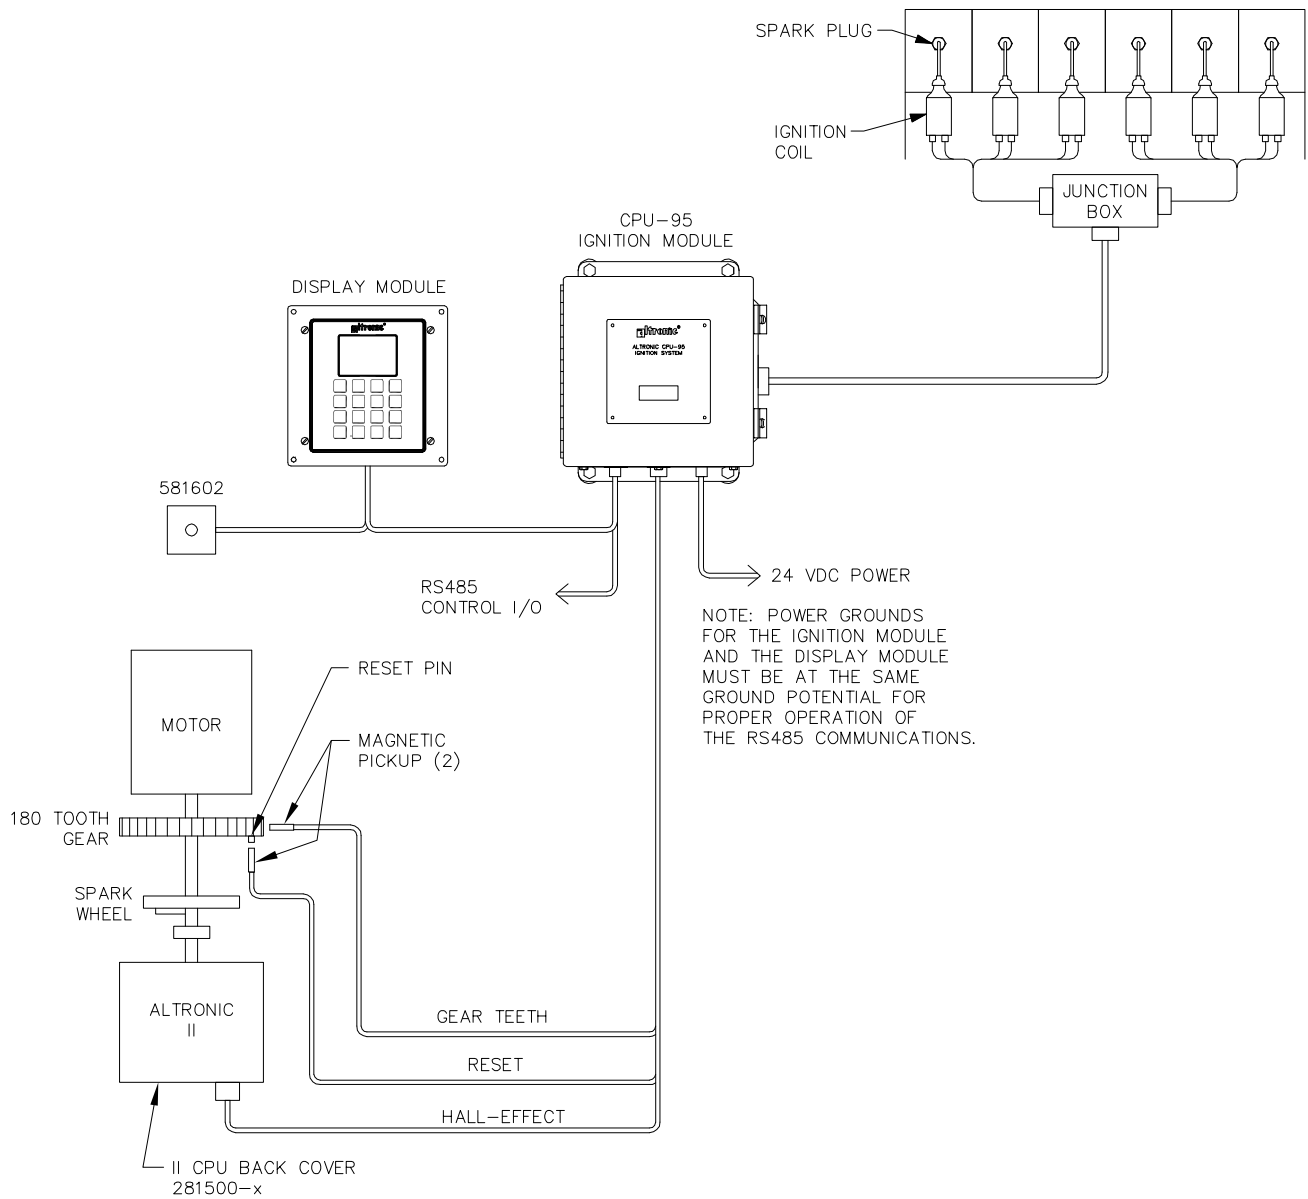 SPARK PLUG
IGNITION
COIL
JUNCTION
BOX
CPU-95
IGNITION MODULE
DISPLAY MODULE
altronic
altronic
ALTRONIC CPU-95
IGNITION SYSTEM
581602
RS485
CONTROL I/O
24 VDC POWER
NOTE: POWER GROUNDS
FOR THE IGNITION MODULE
AND THE DISPLAY MODULE
MUST BE AT THE SAME
GROUND POTENTIAL FOR
PROPER OPERATION OF
THE RS485 COMMUNICATIONS.
RESET PIN
MOTOR
MAGNETIC
PICKUP (2)
180 TOOTH
GEAR
SPARK
WHEEL
ALTRONIC
II
GEAR TEETH
RESET
HALL-EFFECT
II CPU BACK COVER
281500-x